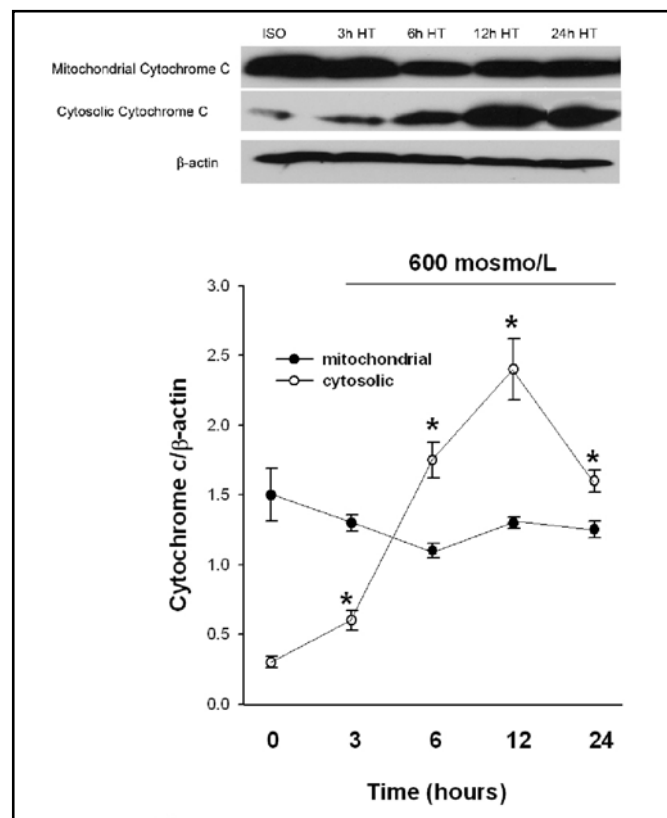 ISO 3h HT 6h HT 12h HT 24h HT
Mitochondrial Cytochrome C
Cytosolic Cytochrome C
β-actin
600 mosmo/L
3.0
mitochondrial
cytosolic
2.5
2.0
1.5
1.0
0.5
0.0
Cytochrome c/β-actin
* * * *
0 3 6 12 24
Time (hours)